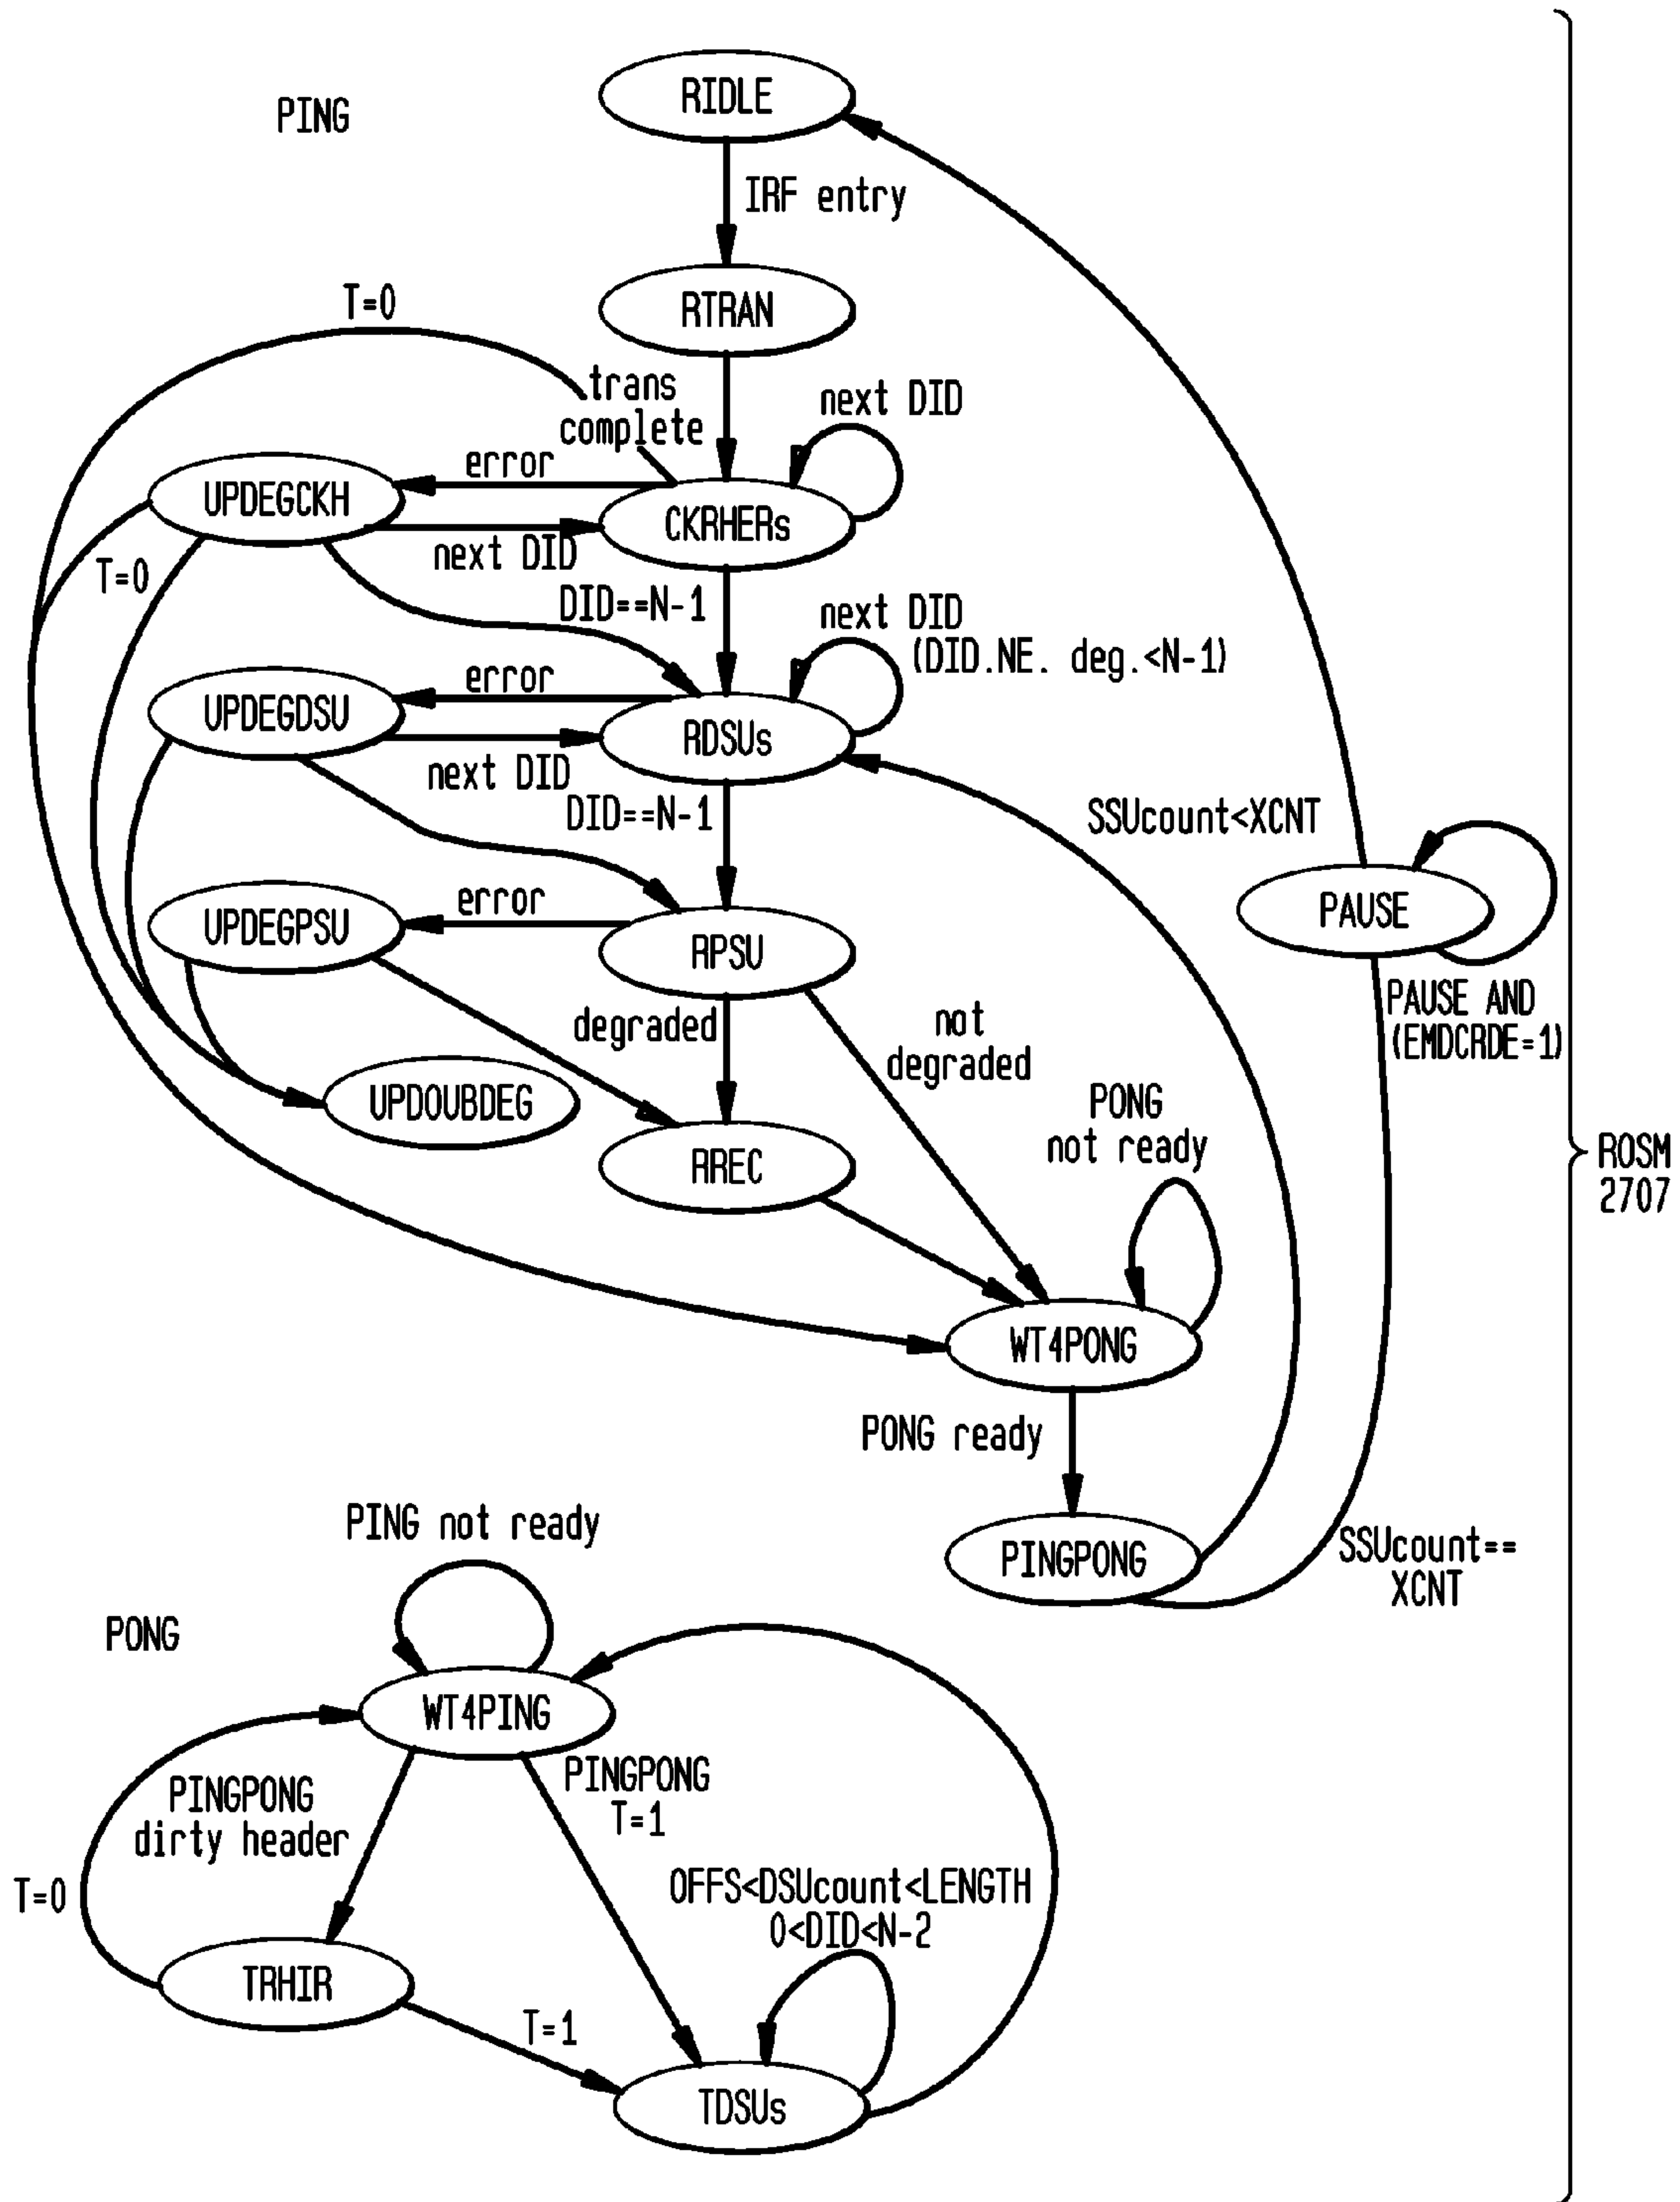 RIDLE
PING
IRF entry
RTRAN
T=0
trans
complete
next DID
error
UPDEGCKH
CKRHERs
next DID
T=0
DID==N-1
next DID
(DID.NE. deg.<N-1)
error
UPDEGDSU
RDSUs
next DID
DID==N-1
SSUcount<XCNT
PAUSE
error
UPDEGPSU
RPSU
PAUSE AND
(EMDCRDE=1)
degraded
not
degraded
UPDOUBDEG
PONG
not ready
RREC
ROSM
2707
WT4PONG
PONG ready
PING not ready
PINGPONG
SSUcount==
XCNT
PONG
WT4PING
PINGPONG
T=1
PINGPONG
dirty header
T=0
OFFS<DSUcount<LENGTH
0<DID<N-2
TRHIR
T=1
TDSUs